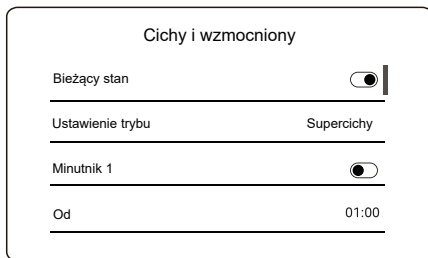 Cichy i wzmocniony
Bieżący stan
Ustawienie trybu Supercichy
Minutnik 1
Od 01:00